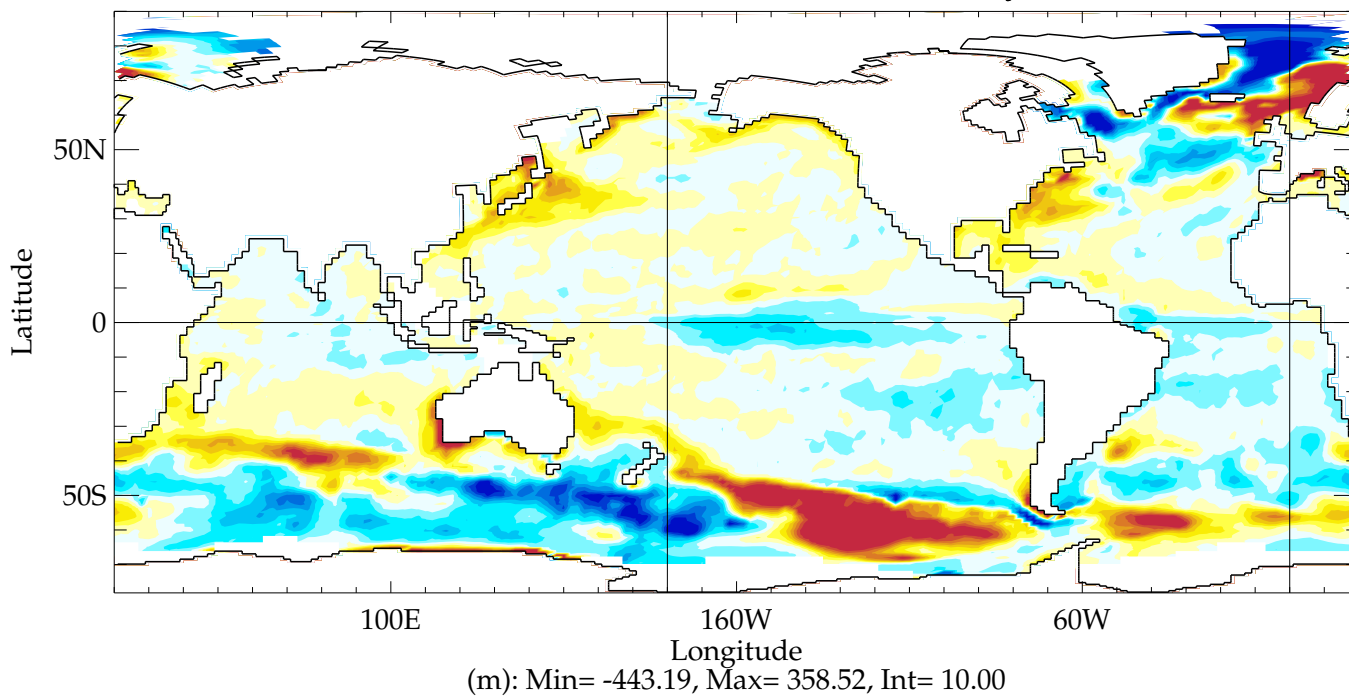 50N
0
50S
Latitude
100E
160W
60W
Longitude
(m): Min= -443.19, Max= 358.52, Int= 10.00